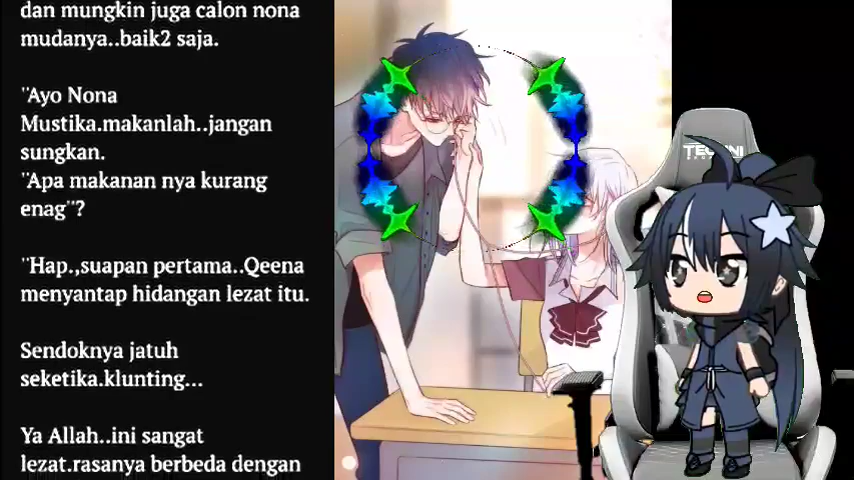 dan mungkin juga calon nona
mudanya..baik2 saja.
"Ayo Nona
Mustika.makanlah..jangan
sungkan.
"Apa makanan nya kurang
enag"?
"Hap.,suapan pertama..Qeena
menyantap hidangan lezat itu.
Sendoknya jatuh
seketika.klunting...
Ya Allah..ini sangat
lezat.rasanya berbeda dengan